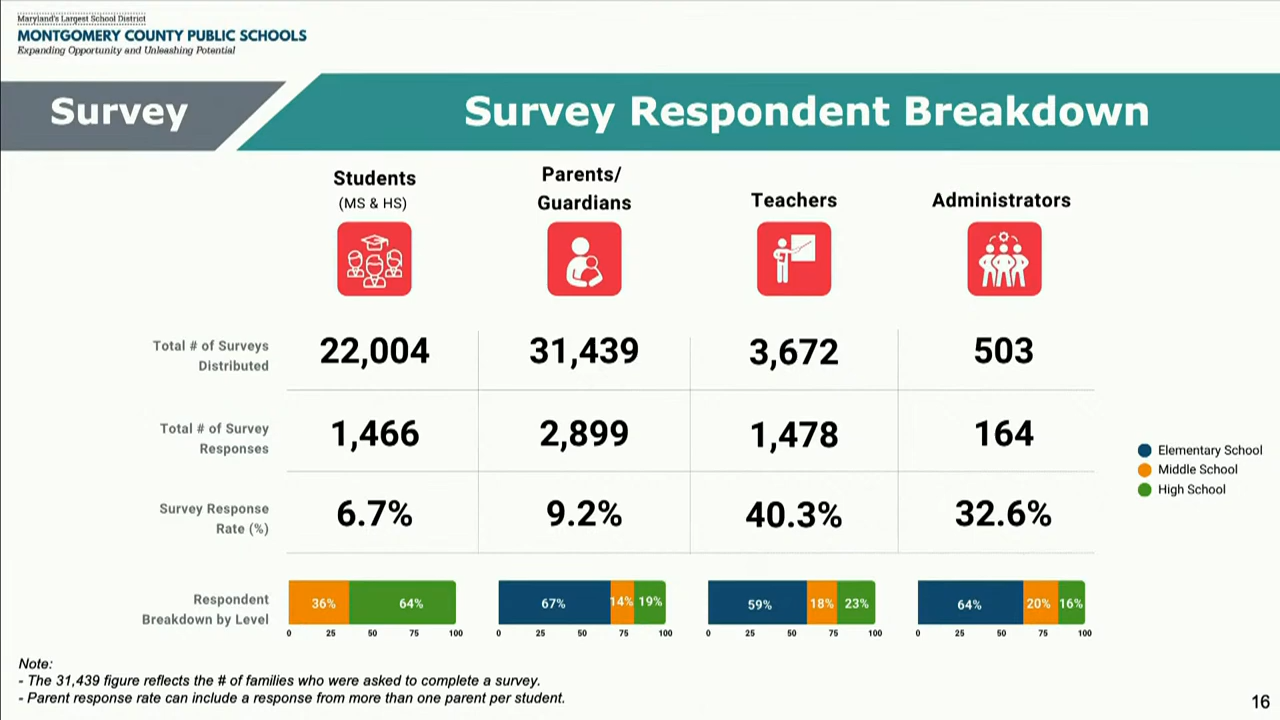 Maryland's Largest School District
MONTGOMERY COUNTY PUBLIC SCHOOLS
Expanding Opportunity and Unleashing Potential
Survey
Survey Respondent Breakdown
Students
(MS & HS)
Parents/
Guardians
Teachers
Administrators
Total # of Surveys
Distributed
22,004
31,439
3,672
503
Total # of Survey
Responses
1,466
2,899
1,478
164
Elementary School
Middle School
High School
Survey Response
Rate (%)
6.7%
9.2%
40.3%
32.6%
Respondent
Breakdown by Level
36% 64%
67% 14% 19%
59% 18% 23%
64% 20% 16%
0 25 50 75 100
0 25 50 75 100
0 25 50 75 100
0 25 50 75 100
Note:
- The 31,439 figure reflects the # of families who were asked to complete a survey.
- Parent response rate can include a response from more than one parent per student.
16